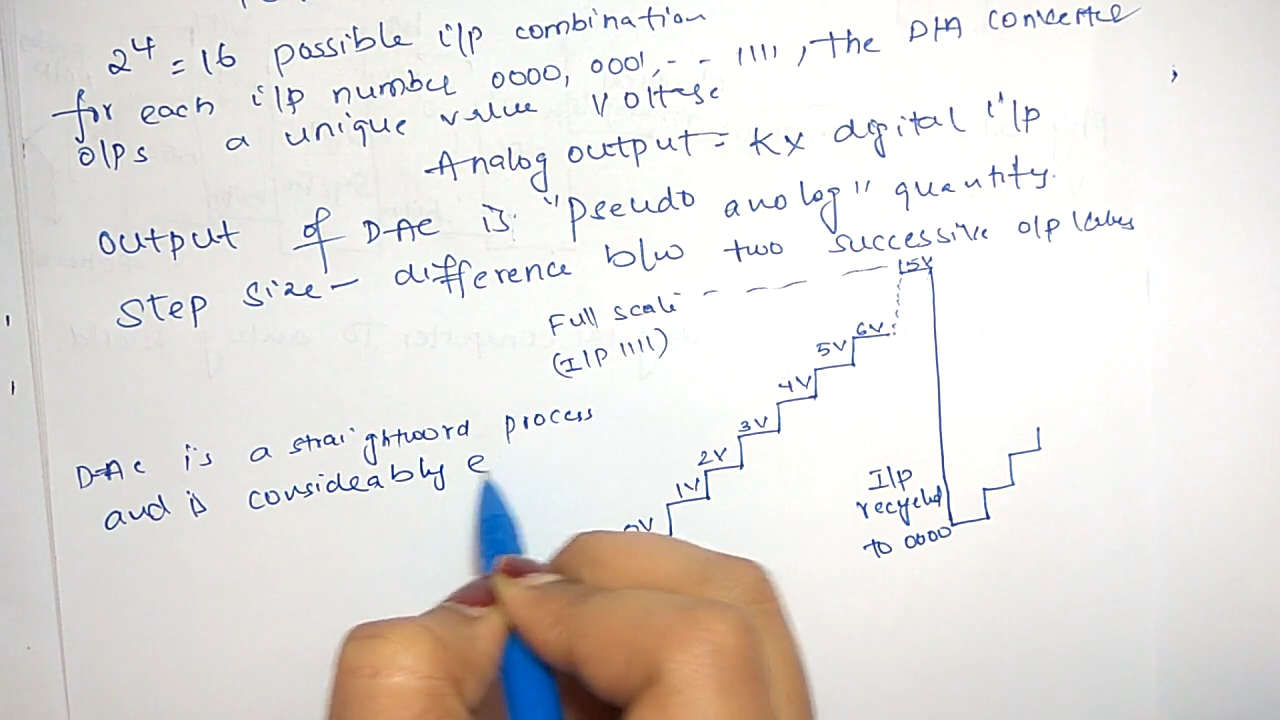 2⁴ = 16 possible i/p combination
for each i/p number 0000, 0001, - - 1111, the D/A converter
o/ps a unique value voltage
Analog output = K x digital i/p
output of DAC is "pseudo analog" quantity.
Step size - difference b/w two successive o/p values
15V
Full scale
(I/p 1111)
6V
5V
4V
3V
2V
1V
0V
I/p
recycled
to 0000
DAC is a straightword process
and is consideably e